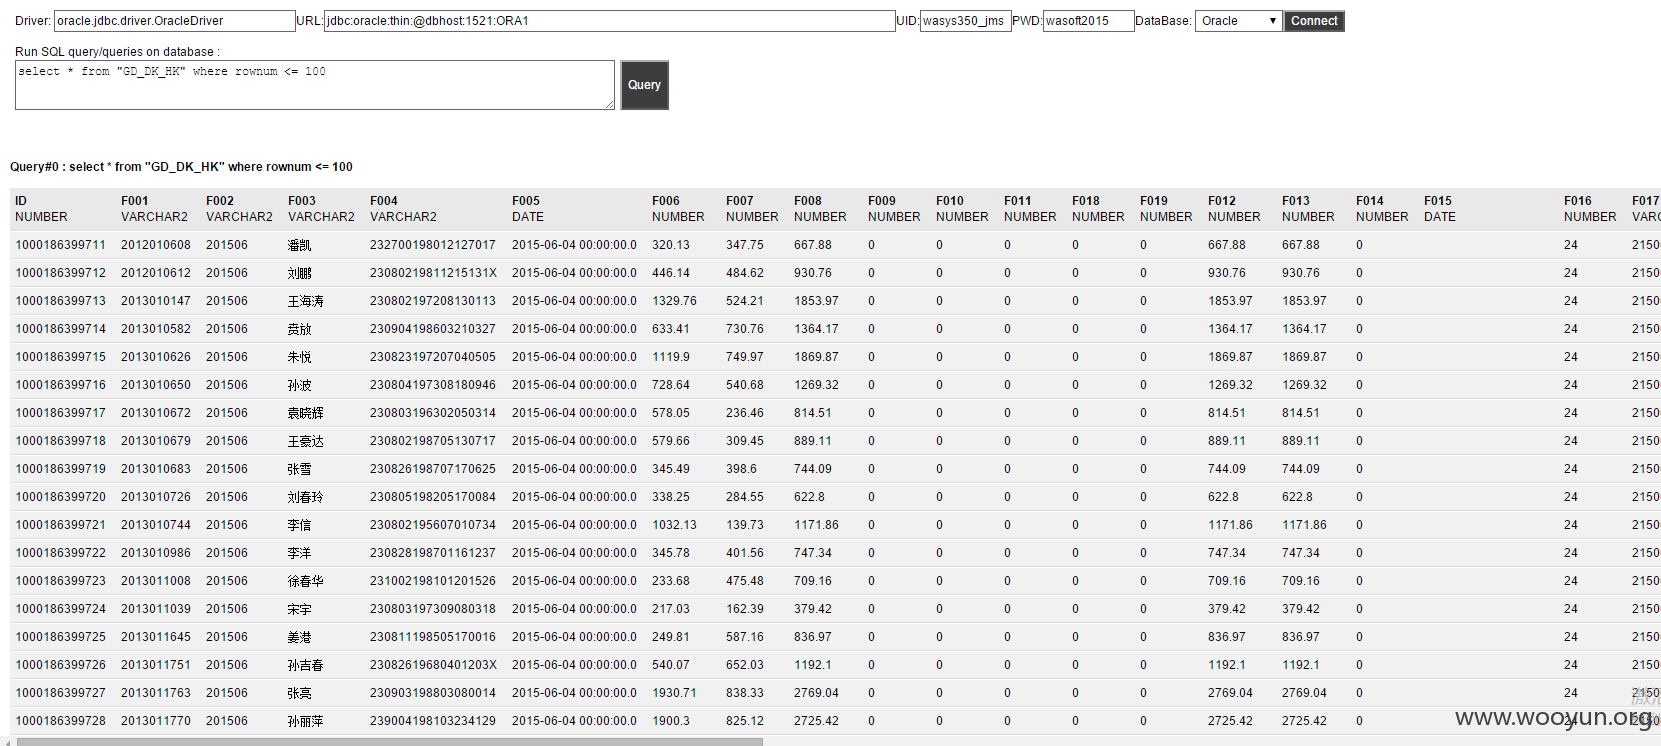 Driver: oracle.jdbc.driver.OracleDriver URL: jdbc:oracle:thin:@dbhost:1521:ORA1 UID: wasys350_jms PWD: wasoft2015 DataBase: Oracle Connect
Run SQL query/queries on database :
select * from "GD_DK_HK" where rownum <= 100
Query
Query#0 : select * from "GD_DK_HK" where rownum <= 100
ID F001 F002 F003 F004 F005 F006 F007 F008 F009 F010 F011 F018 F019 F012 F013 F014 F015 F016 F017
NUMBER VARCHAR2 VARCHAR2 VARCHAR2 VARCHAR2 DATE NUMBER NUMBER NUMBER NUMBER NUMBER NUMBER NUMBER NUMBER NUMBER NUMBER NUMBER DATE NUMBER VARC
1000186399711 2012010608 201506 潘凯 232700198012127017 2015-06-04 00:00:00.0 320.13 347.75 667.88 0 0 0 0 0 667.88 667.88 0 24 2150
1000186399712 2012010612 201506 刘鹏 23080219811215131X 2015-06-04 00:00:00.0 446.14 484.62 930.76 0 0 0 0 0 930.76 930.76 0 24 2150
1000186399713 2013010147 201506 王海涛 230802197208130113 2015-06-04 00:00:00.0 1329.76 524.21 1853.97 0 0 0 0 0 1853.97 1853.97 0 24 2150
1000186399714 2013010582 201506 贲放 230904198603210327 2015-06-04 00:00:00.0 633.41 730.76 1364.17 0 0 0 0 0 1364.17 1364.17 0 24 2150
1000186399715 2013010626 201506 朱悦 230823197207040505 2015-06-04 00:00:00.0 1119.9 749.97 1869.87 0 0 0 0 0 1869.87 1869.87 0 24 2150
1000186399716 2013010650 201506 孙波 230804197308180946 2015-06-04 00:00:00.0 728.64 540.68 1269.32 0 0 0 0 0 1269.32 1269.32 0 24 2150
1000186399717 2013010672 201506 袁晓辉 230803196302050314 2015-06-04 00:00:00.0 578.05 236.46 814.51 0 0 0 0 0 814.51 814.51 0 24 2150
1000186399718 2013010679 201506 王豪达 230802198705130717 2015-06-04 00:00:00.0 579.66 309.45 889.11 0 0 0 0 0 889.11 889.11 0 24 2150
1000186399719 2013010683 201506 张雪 230826198707170625 2015-06-04 00:00:00.0 345.49 398.6 744.09 0 0 0 0 0 744.09 744.09 0 24 2150
1000186399720 2013010726 201506 刘春玲 230805198205170084 2015-06-04 00:00:00.0 338.25 284.55 622.8 0 0 0 0 0 622.8 622.8 0 24 2150
1000186399721 2013010744 201506 李信 230802195607010734 2015-06-04 00:00:00.0 1032.13 139.73 1171.86 0 0 0 0 0 1171.86 1171.86 0 24 2150
1000186399722 2013010986 201506 李洋 230828198701161237 2015-06-04 00:00:00.0 345.78 401.56 747.34 0 0 0 0 0 747.34 747.34 0 24 2150
1000186399723 2013011008 201506 徐春华 231002198101201526 2015-06-04 00:00:00.0 233.68 475.48 709.16 0 0 0 0 0 709.16 709.16 0 24 2150
1000186399724 2013011039 201506 宋宇 230803197309080318 2015-06-04 00:00:00.0 217.03 162.39 379.42 0 0 0 0 0 379.42 379.42 0 24 2150
1000186399725 2013011645 201506 姜港 230811198505170016 2015-06-04 00:00:00.0 249.81 587.16 836.97 0 0 0 0 0 836.97 836.97 0 24 2150
1000186399726 2013011751 201506 孙吉春 23082619680401203X 2015-06-04 00:00:00.0 540.07 652.03 1192.1 0 0 0 0 0 1192.1 1192.1 0 24 2150
1000186399727 2013011763 201506 张亮 230903198803080014 2015-06-04 00:00:00.0 1930.71 838.33 2769.04 0 0 0 0 0 2769.04 2769.04 0 24 2150
1000186399728 2013011770 201506 孙丽萍 239004198103234129 2015-06-04 00:00:00.0 1900.3 825.12 2725.42 0 0 0 0 0 2725.42 2725.42 0 24
www.wooyun.org